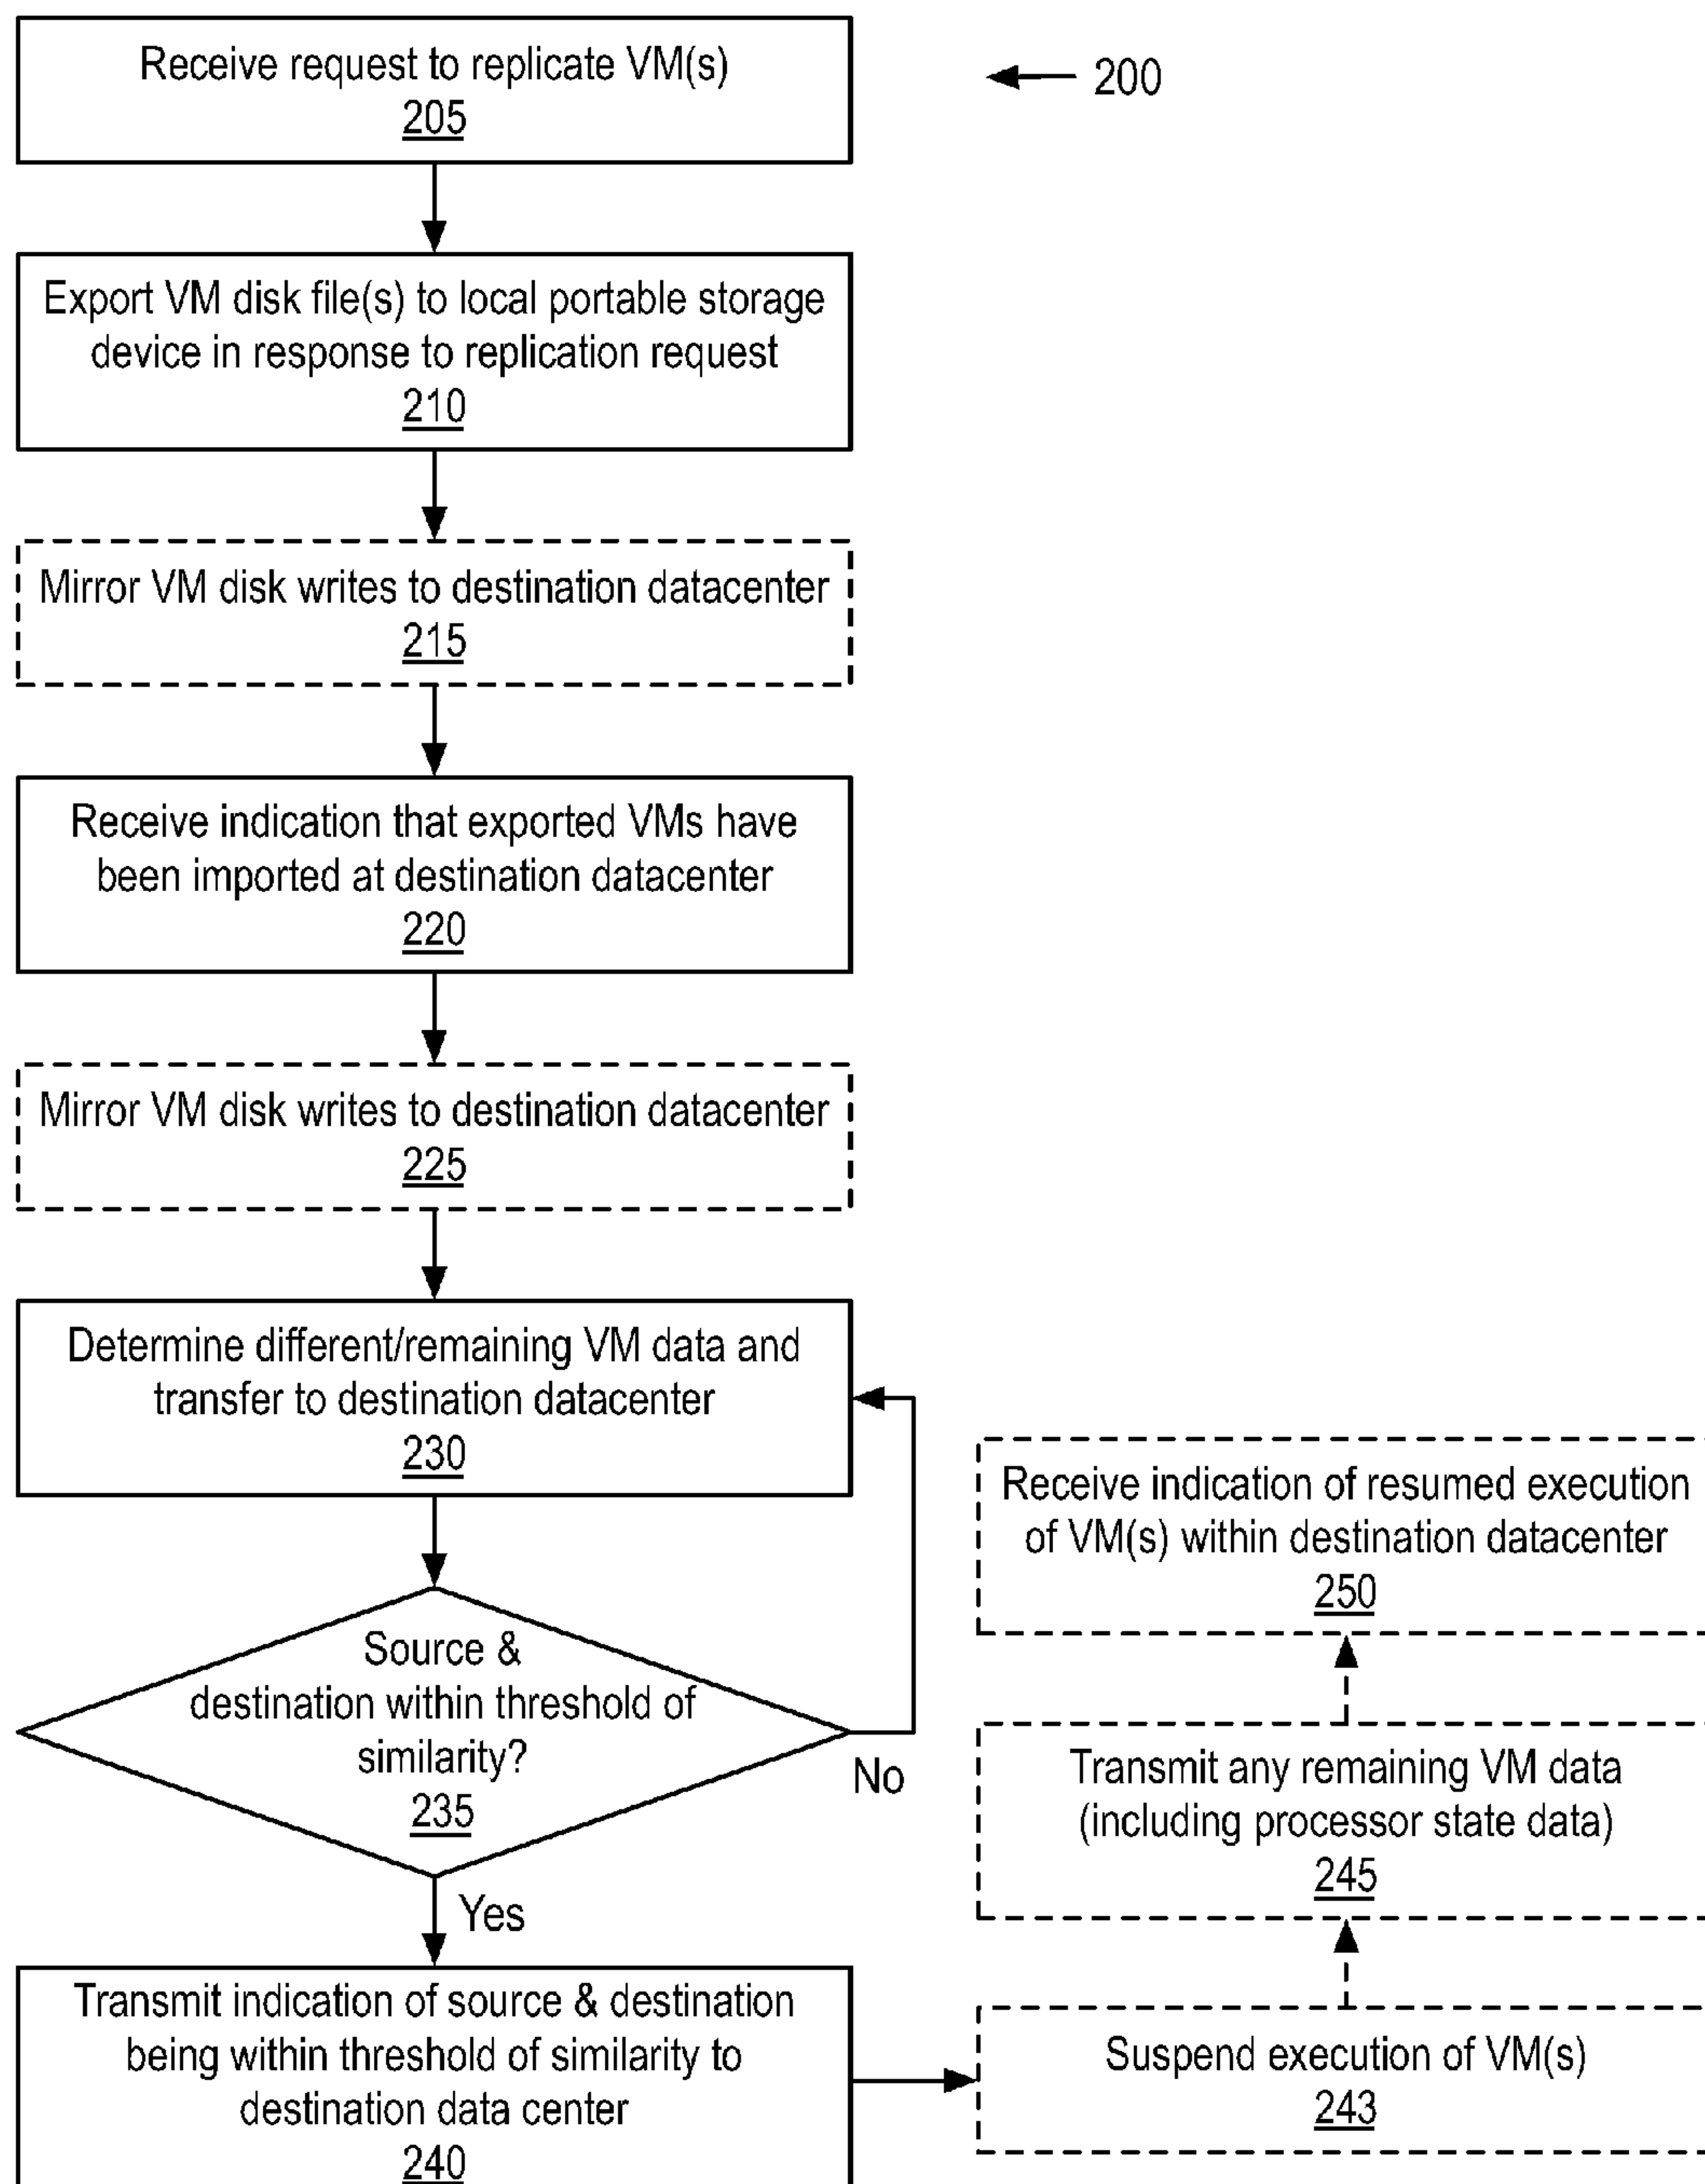 Receive request to replicate VM(s)
205
200
Export VM disk file(s) to local portable storage
device in response to replication request
210
Mirror VM disk writes to destination datacenter
215
Receive indication that exported VMs have
been imported at destination datacenter
220
Mirror VM disk writes to destination datacenter
225
Determine different/remaining VM data and
transfer to destination datacenter
230
Source &
destination within threshold of
similarity?
235
No
Yes
Transmit indication of source & destination
being within threshold of similarity to
destination data center
240
Suspend execution of VM(s)
243
Transmit any remaining VM data
(including processor state data)
245
Receive indication of resumed execution
of VM(s) within destination datacenter
250